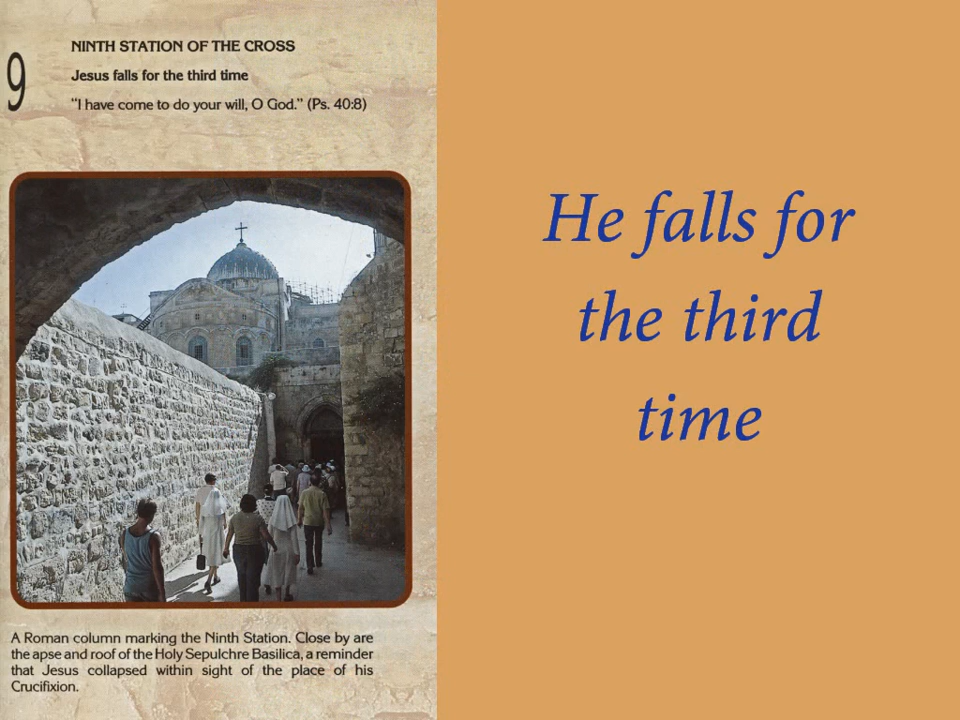 9
NINTH STATION OF THE CROSS
Jesus falls for the third time
"I have come to do your will, O God." (Ps. 40:8)
A Roman column marking the Ninth Station. Close by are
the apse and roof of the Holy Sepulchre Basilica, a reminder
that Jesus collapsed within sight of the place of his
Crucifixion.
He falls for
the third
time